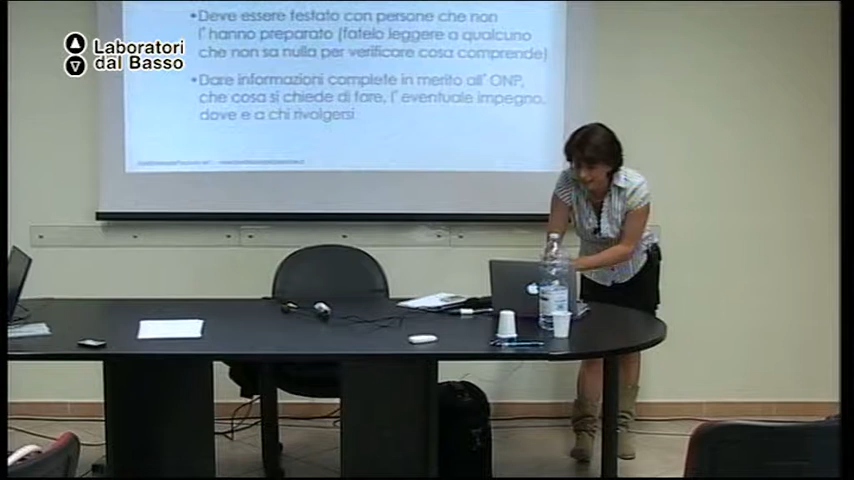 •Deve essere testato con persone che non
l'hanno preparato (fatelo leggere a qualcuno
che non sa nulla per verificare cosa comprende)
•Dare informazioni complete in merito all' ONP,
che cosa si chiede di fare, l'eventuale impegno,
dove e a chi rivolgersi
Laboratori
dal Basso